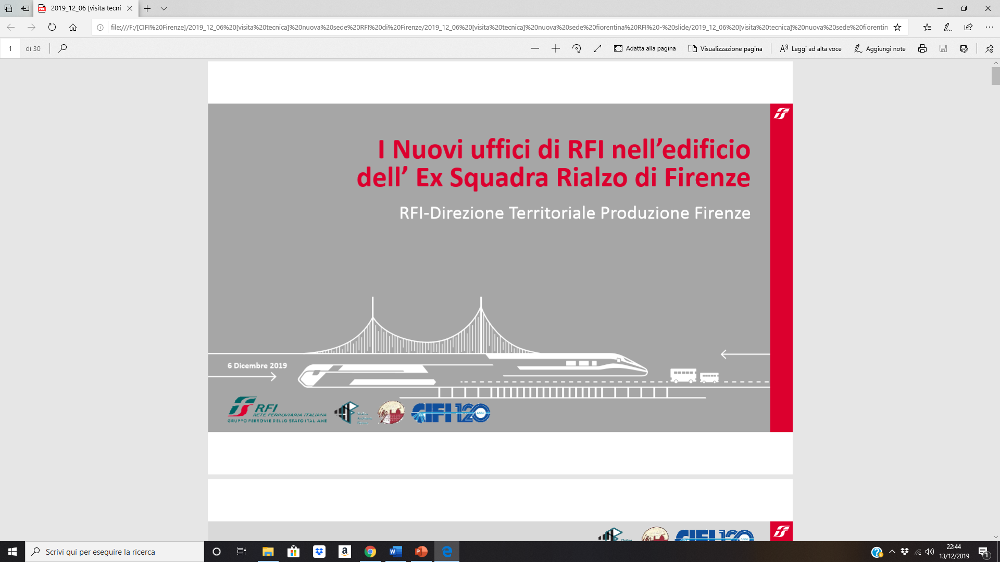 2019_12_06 [visita tecni
file:///F:/[CIFI%20Firenze]/2019_12_06%20[visita%20tecnica]%20nuova%20sede%20RFI%20di%20Firenze/2019_12_06%20[visita%20tecnica]%20nuova%20sede%20fiorentina%20RFI%20-%20slide/2019_12_06%20[visita%20tecnica]%20nuova%20sede%20fiorentin
1 di 30 Adatta alla pagina Visualizzazione pagina Leggi ad alta voce Aggiungi note
I Nuovi uffici di RFI nell’edificio
dell’ Ex Squadra Rialzo di Firenze
RFI-Direzione Territoriale Produzione Firenze
6 Dicembre 2019
RFI
RETE FERROVIARIA ITALIANA
GRUPPO FERROVIE DELLO STATO ITALIANE
CIFI 120
ANNI
CIFI 120
Scrivi qui per eseguire la ricerca
22:44
13/12/2019
1